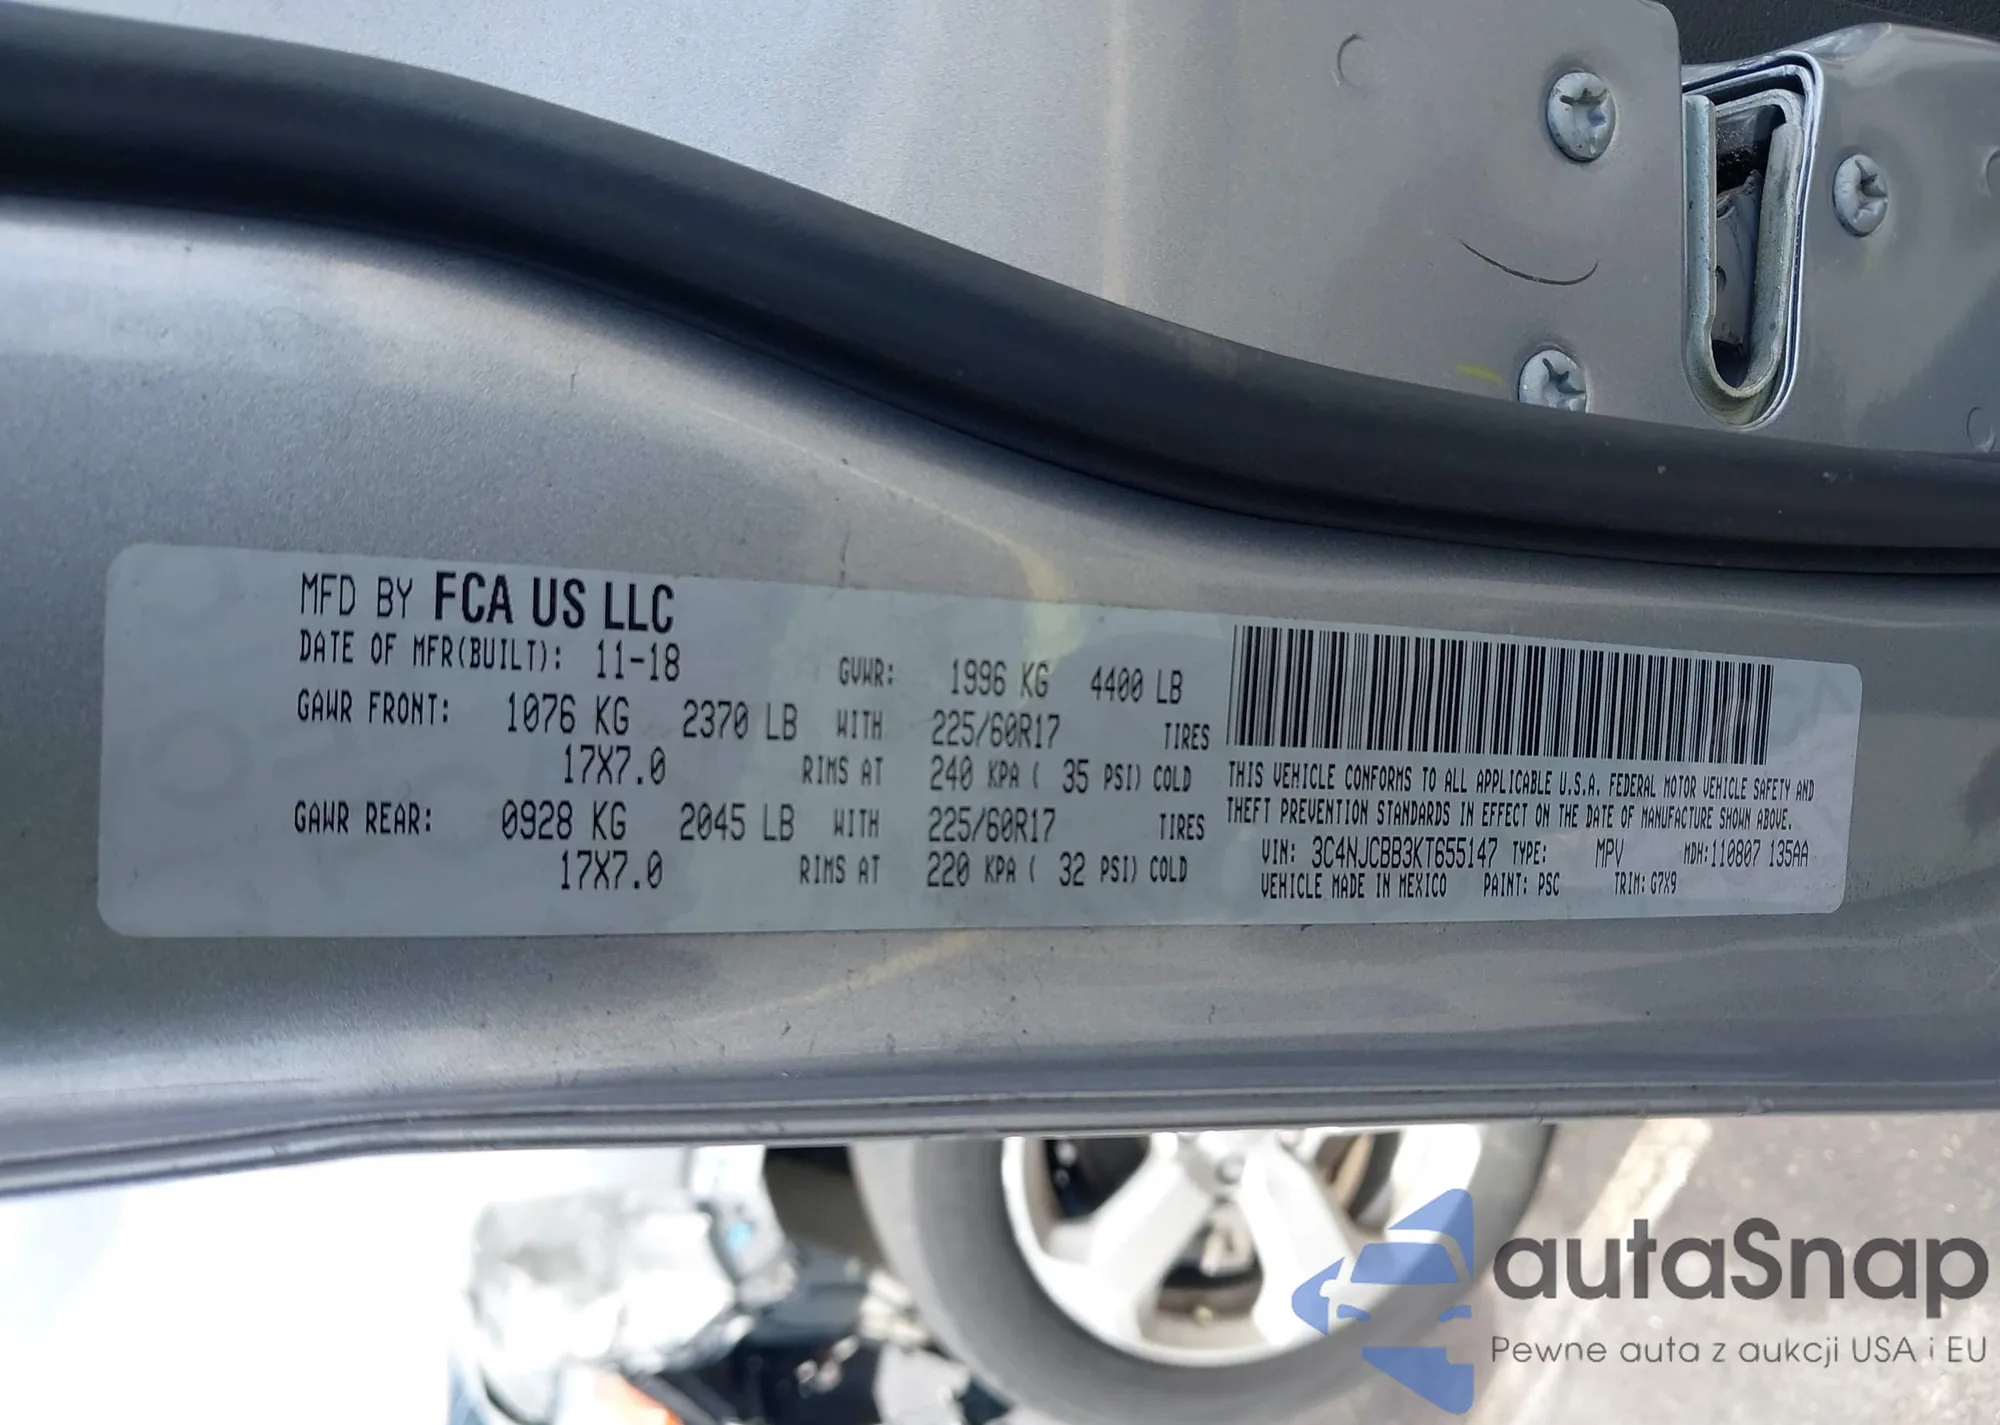 MFD BY FCA US LLC
DATE OF MFR(BUILT): 11-18 GVWR: 1996 KG 4400 LB
GAWR FRONT: 1076 KG 2370 LB WITH 225/60R17 TIRES
17X7.0 RIMS AT 240 KPA ( 35 PSI) COLD
GAWR REAR: 0928 KG 2045 LB WITH 225/60R17 TIRES
17X7.0 RIMS AT 220 KPA ( 32 PSI) COLD
THIS VEHICLE CONFORMS TO ALL APPLICABLE U.S.A. FEDERAL MOTOR VEHICLE SAFETY AND
THEFT PREVENTION STANDARDS IN EFFECT ON THE DATE OF MANUFACTURE SHOWN ABOVE.
VIN: 3C4NJCBB3KT655147 TYPE: MPV MDH:110807 135AA
VEHICLE MADE IN MEXICO PAINT: PSC TRIM: G7X9
autaSnap
Pewne auta z aukcji USA i EU